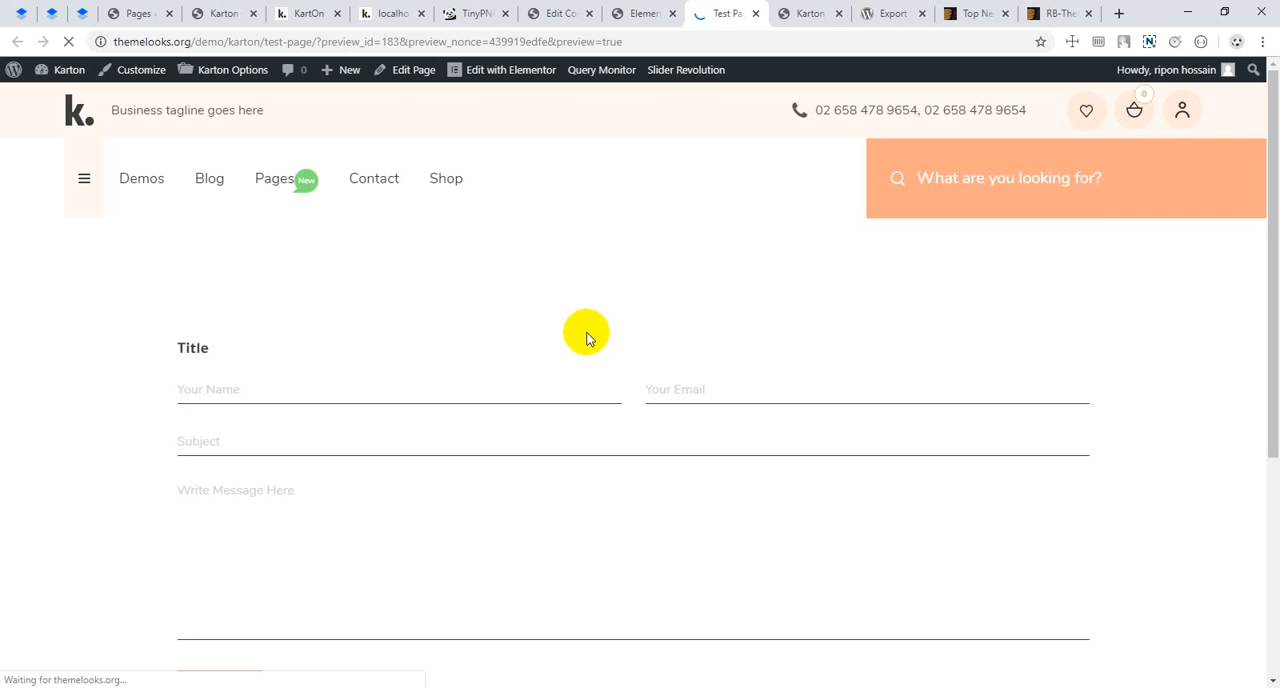 Pages ‹
Karton
KartOn
localho
TinyPN
Edit Co
Elemen
Test Pa
Karton
Export
Top Ne
RB-The
themelooks.org/demo/karton/test-page/?preview_id=183&preview_nonce=439919edfe&preview=true
Karton
Customize
Karton Options
0
New
Edit Page
Edit with Elementor
Query Monitor
Slider Revolution
Howdy, ripon hossain
k.
Business tagline goes here
02 658 478 9654, 02 658 478 9654
0
Demos
Blog
Pages
New
Contact
Shop
What are you looking for?
Title
Your Name
Your Email
Subject
Write Message Here
Waiting for themelooks.org...